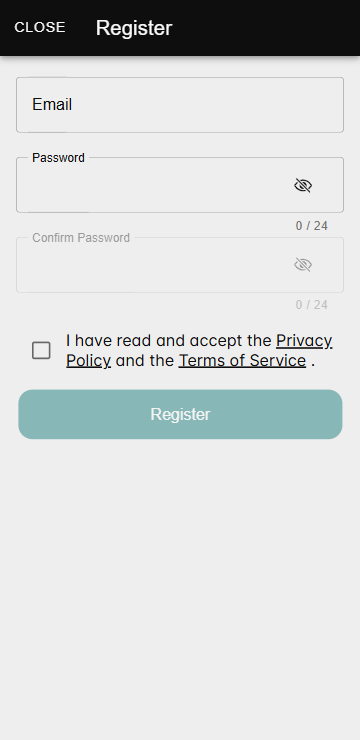 CLOSE Register
Email
Password
0 / 24
Confirm Password
0 / 24
I have read and accept the Privacy
Policy and the Terms of Service .
Register